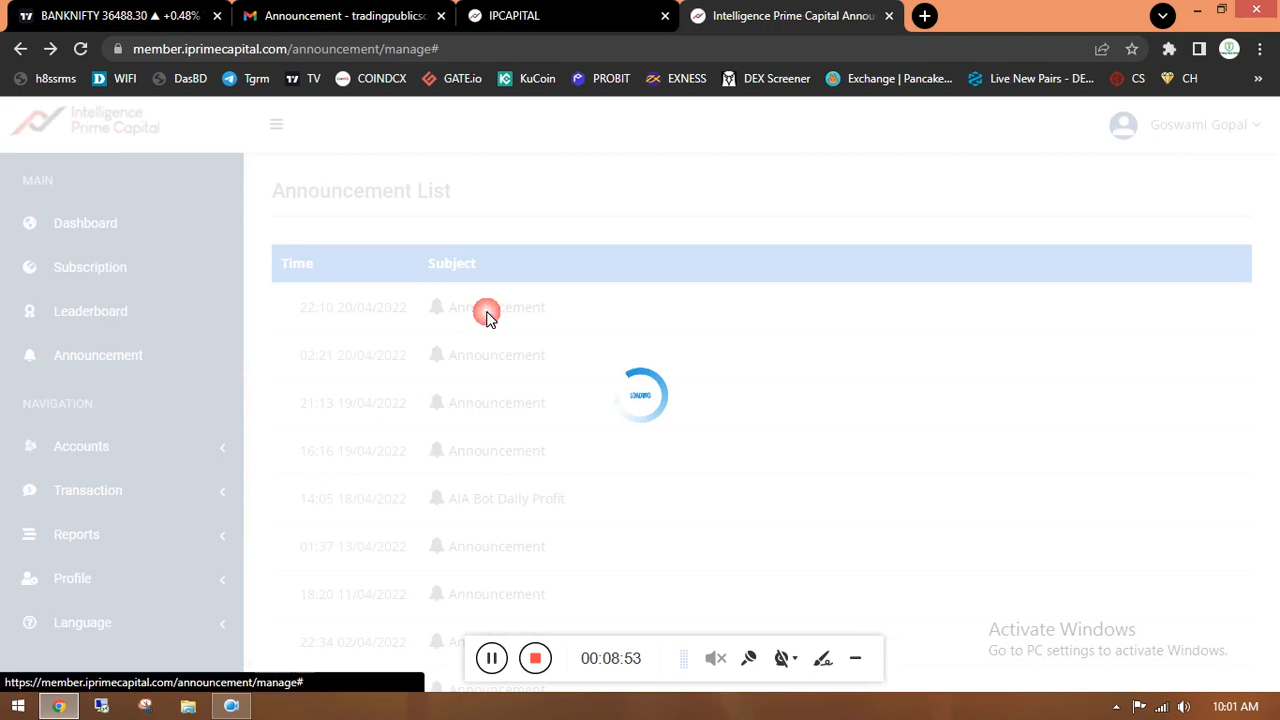 BANKNIFTY 36488.30 ▲ +0.48%
Announcement - tradingpublicsc
IPCAPITAL
Intelligence Prime Capital Annou
member.iprimecapital.com/announcement/manage#
h8ssrms
WIFI
DasBD
Tgrm
TV
COINDCX
GATE.io
KuCoin
PROBIT
EXNESS
DEX Screener
Exchange | Pancake...
Live New Pairs - DE...
CS
CH
Intelligence
Prime Capital
Goswami Gopal
MAIN
Dashboard
Subscription
Leaderboard
Announcement
NAVIGATION
Accounts
Transaction
Reports
Profile
Language
Announcement List
Time Subject
22:10 20/04/2022 Announcement
02:21 20/04/2022 Announcement
21:13 19/04/2022 Announcement
16:16 19/04/2022 Announcement
14:05 18/04/2022 AIA Bot Daily Profit
01:37 13/04/2022 Announcement
18:20 11/04/2022 Announcement
22:34 02/04/2022
LOADING
00:08:53
Activate Windows
Go to PC settings to activate Windows.
https://member.iprimecapital.com/announcement/manage#
10:01 AM